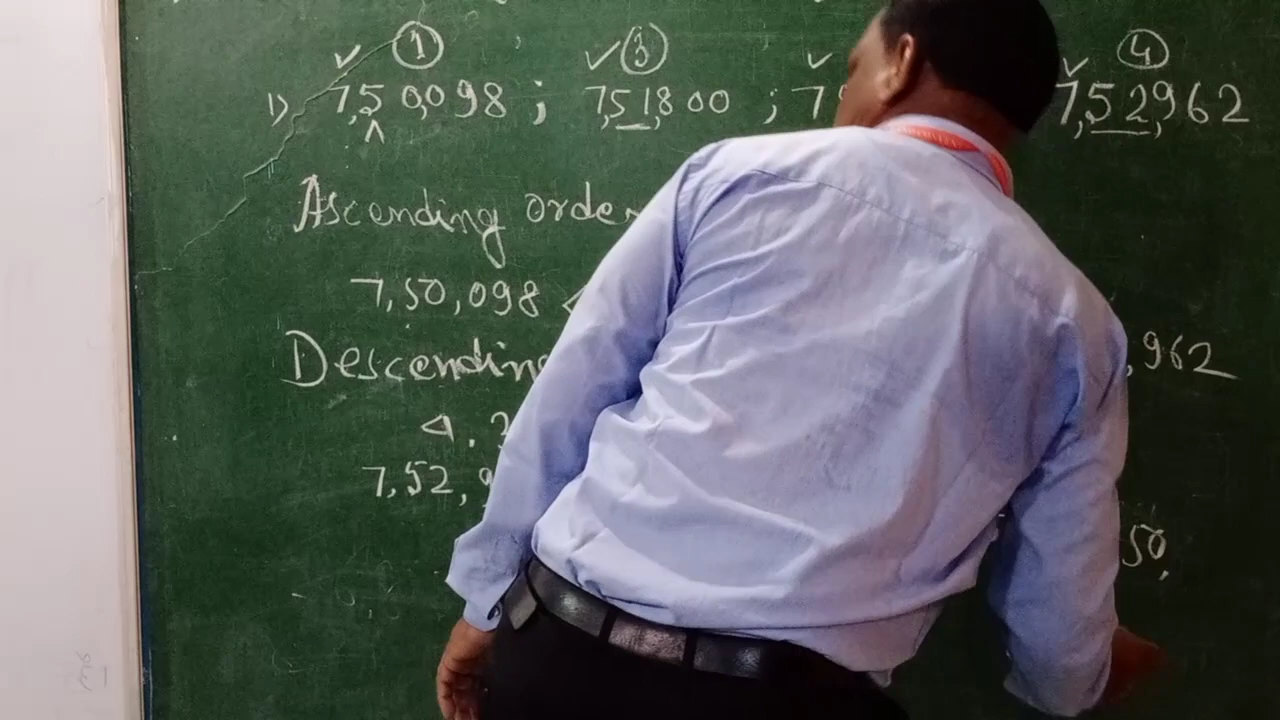 ① ③ ④
1) 7,50,098 ; 7,51,800 ; 7 7,52,962
Ascending order
7,50,098 <
Descending ,962
7,52,
50,